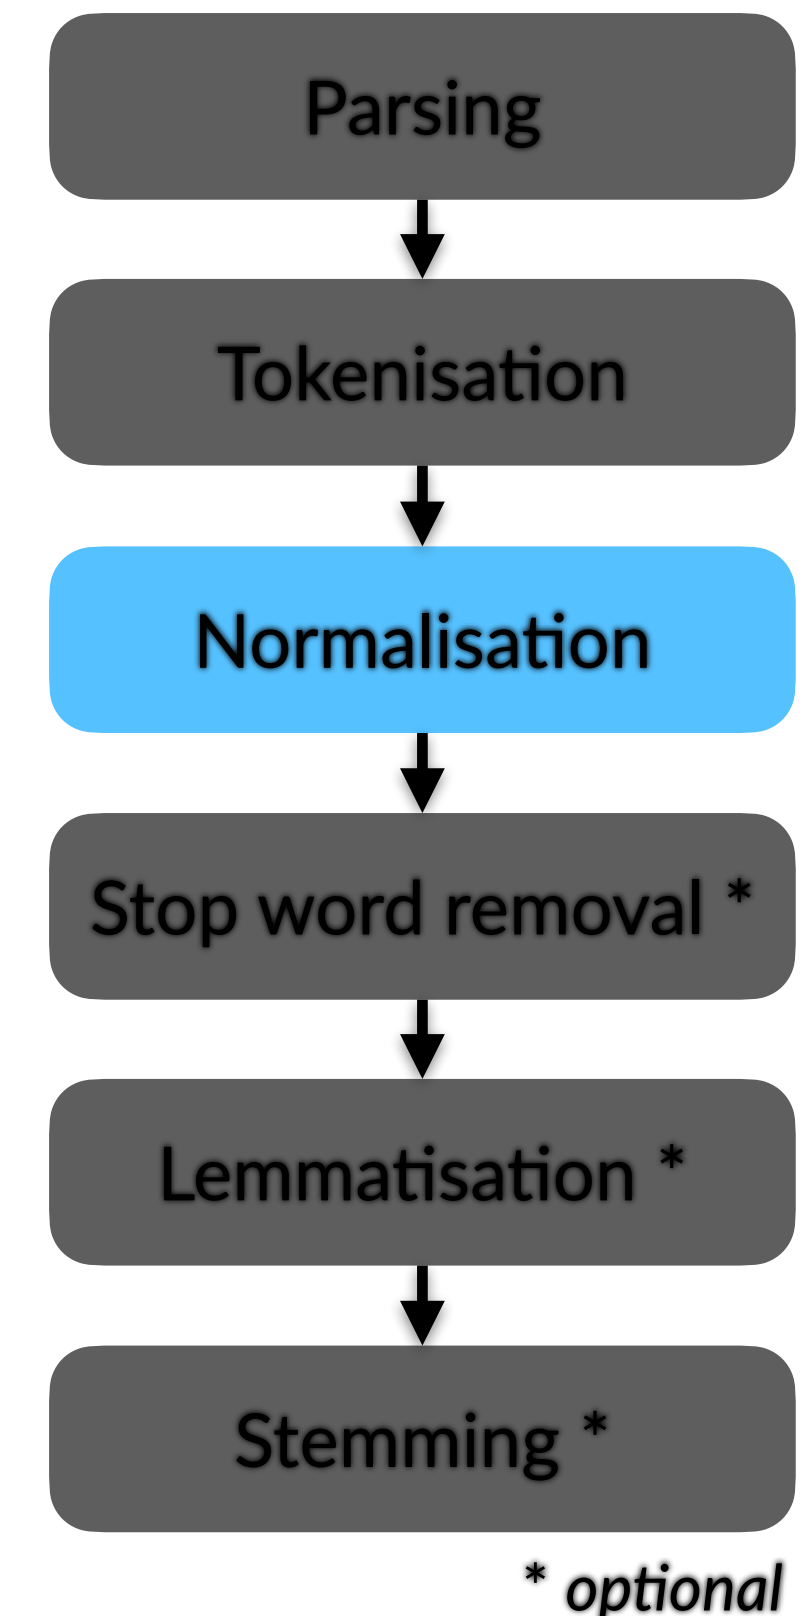 Parsing
Tokenisation
Normalisation
Stop word removal *
Lemmatisation *
Stemming *
* optional